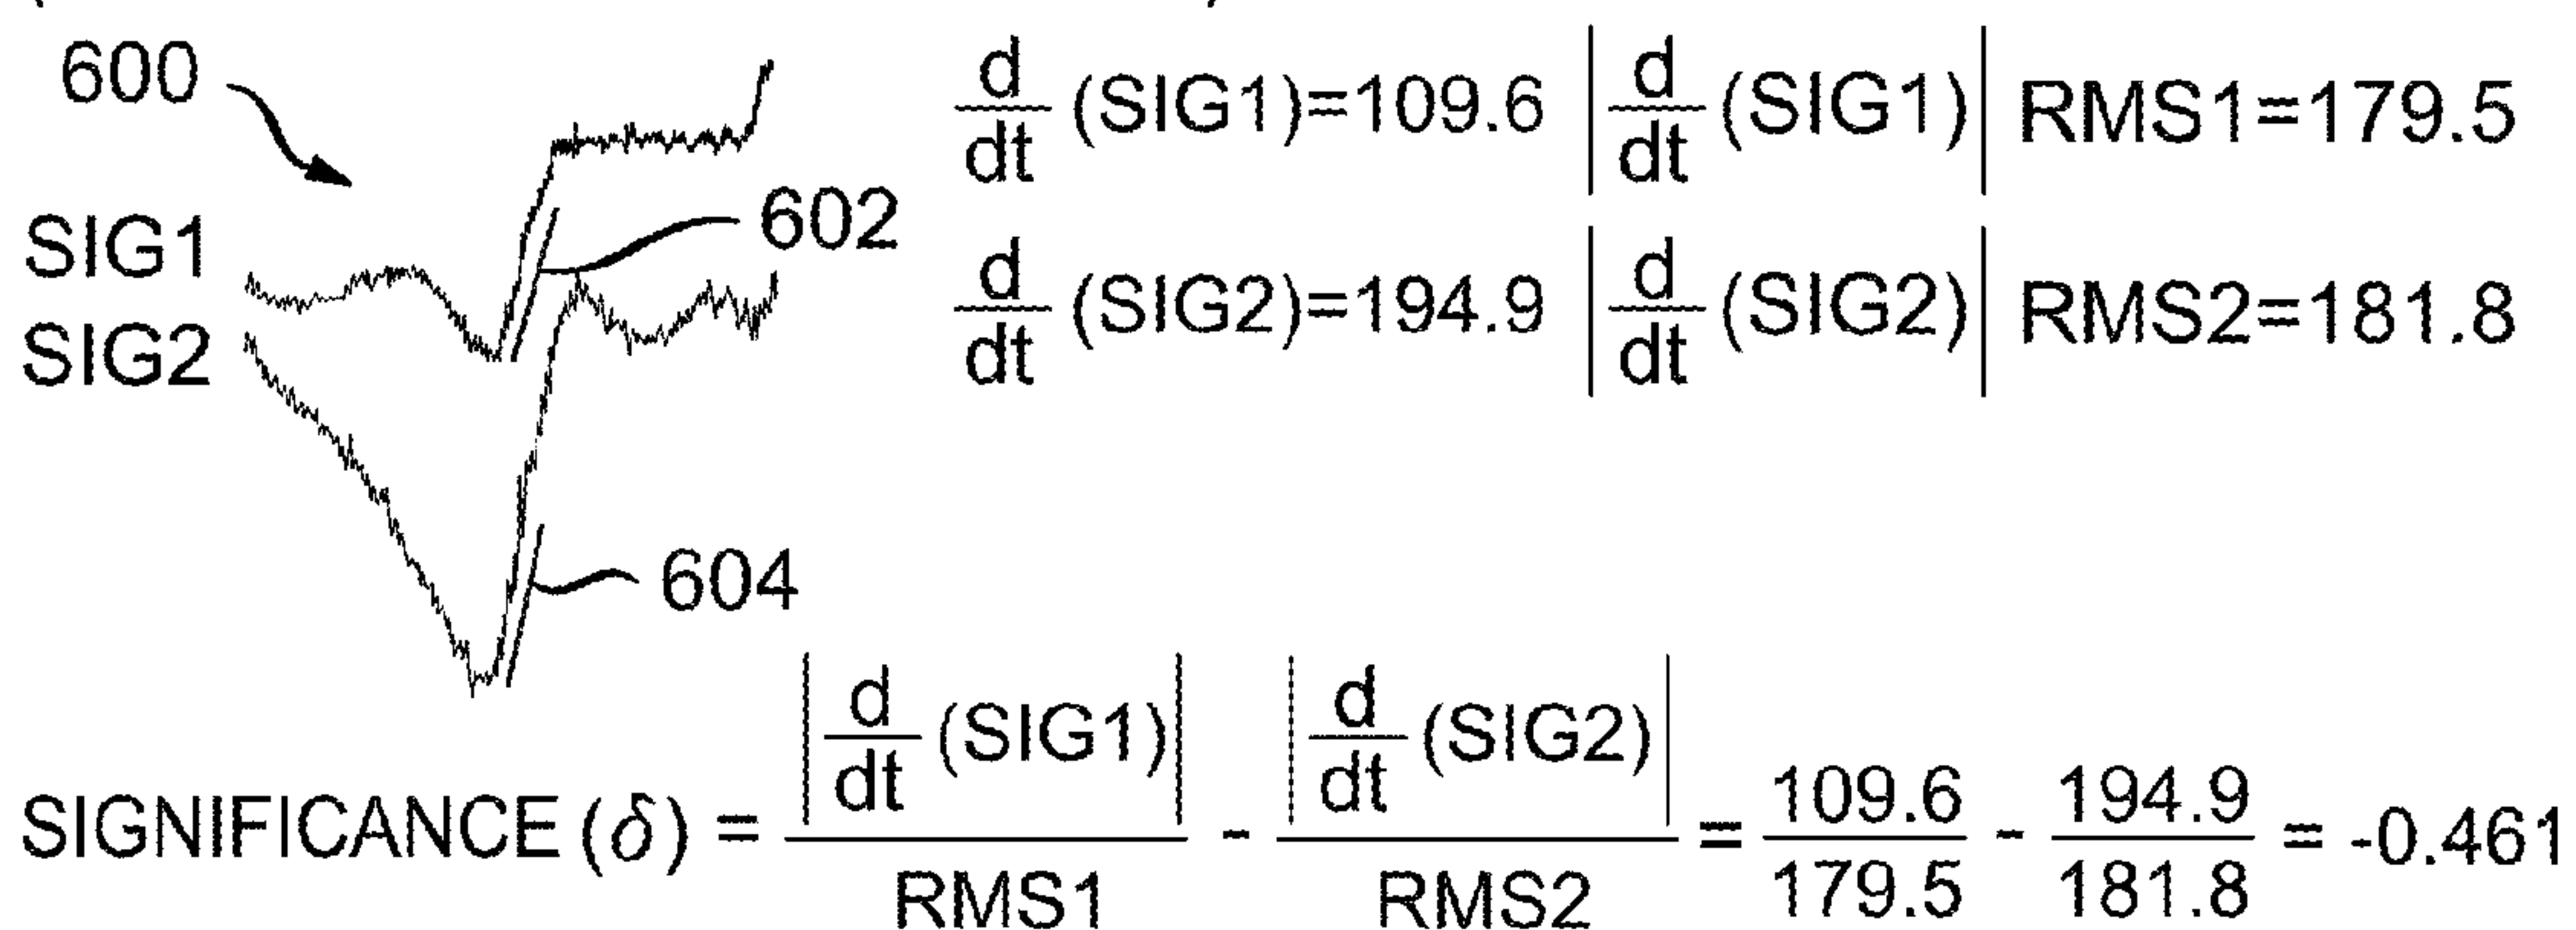 600
d/dt (SIG1)=109.6 |d/dt (SIG1)| RMS1=179.5
SIG1
602
SIG2
d/dt (SIG2)=194.9 |d/dt (SIG2)| RMS2=181.8
604
SIGNIFICANCE (δ) = |d/dt (SIG1)|/RMS1 - |d/dt (SIG2)|/RMS2 = 109.6/179.5 - 194.9/181.8 = -0.461